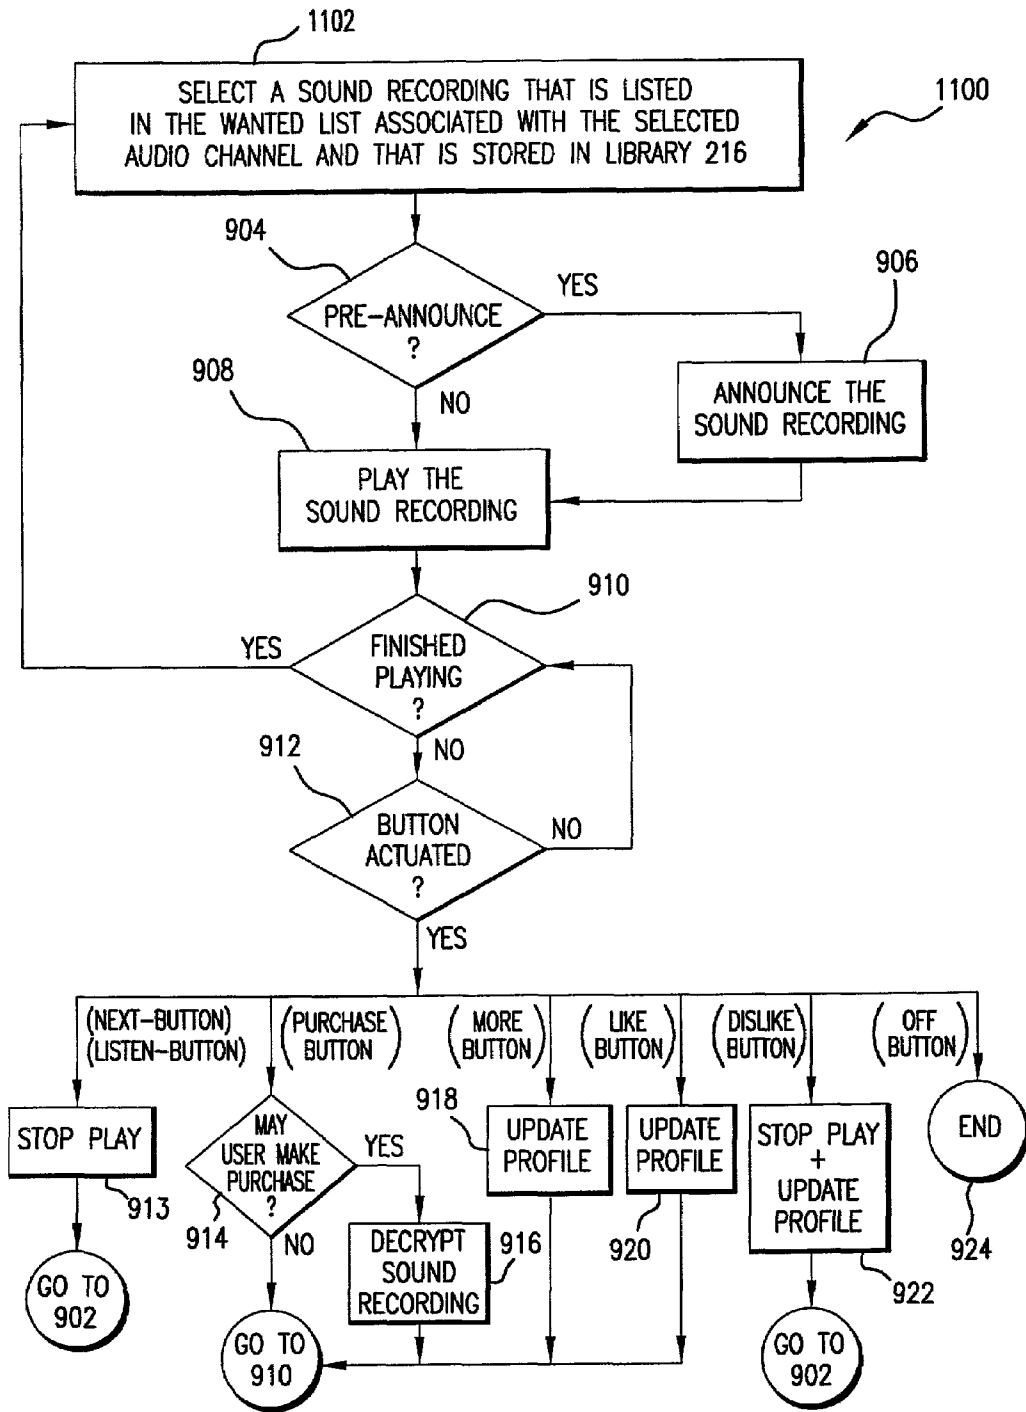 1102
SELECT A SOUND RECORDING THAT IS LISTED
IN THE WANTED LIST ASSOCIATED WITH THE SELECTED
AUDIO CHANNEL AND THAT IS STORED IN LIBRARY 216
1100
904
PRE-ANNOUNCE
?
YES
NO
906
ANNOUNCE THE
SOUND RECORDING
908
PLAY THE
SOUND RECORDING
910
FINISHED
PLAYING
?
YES
NO
912
BUTTON
ACTUATED
?
NO
YES
(NEXT-BUTTON)
(LISTEN-BUTTON)
(PURCHASE
BUTTON)
(MORE
BUTTON)
(LIKE
BUTTON)
(DISLIKE
BUTTON)
(OFF
BUTTON)
STOP PLAY
913
GO TO
902
MAY
USER MAKE
PURCHASE
?
914
YES
NO
DECRYPT
SOUND
RECORDING
916
GO TO
910
918
UPDATE
PROFILE
UPDATE
PROFILE
920
STOP PLAY
+
UPDATE
PROFILE
922
GO TO
902
END
924